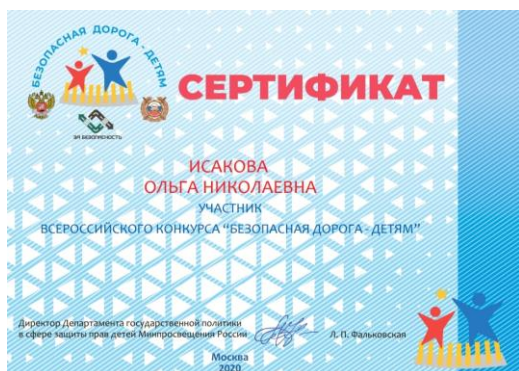 БЕЗОПАСНАЯ ДОРОГА - ДЕТЯМ
ЗА БЕЗОПАСНОСТЬ
СЕРТИФИКАТ
ИСАКОВА
ОЛЬГА НИКОЛАЕВНА
УЧАСТНИК
ВСЕРОССИЙСКОГО КОНКУРСА “БЕЗОПАСНАЯ ДОРОГА - ДЕТЯМ”
Директор Департамента государственной политики
в сфере защиты прав детей Минпросвещения России
Л. П. Фальковская
Москва
2020